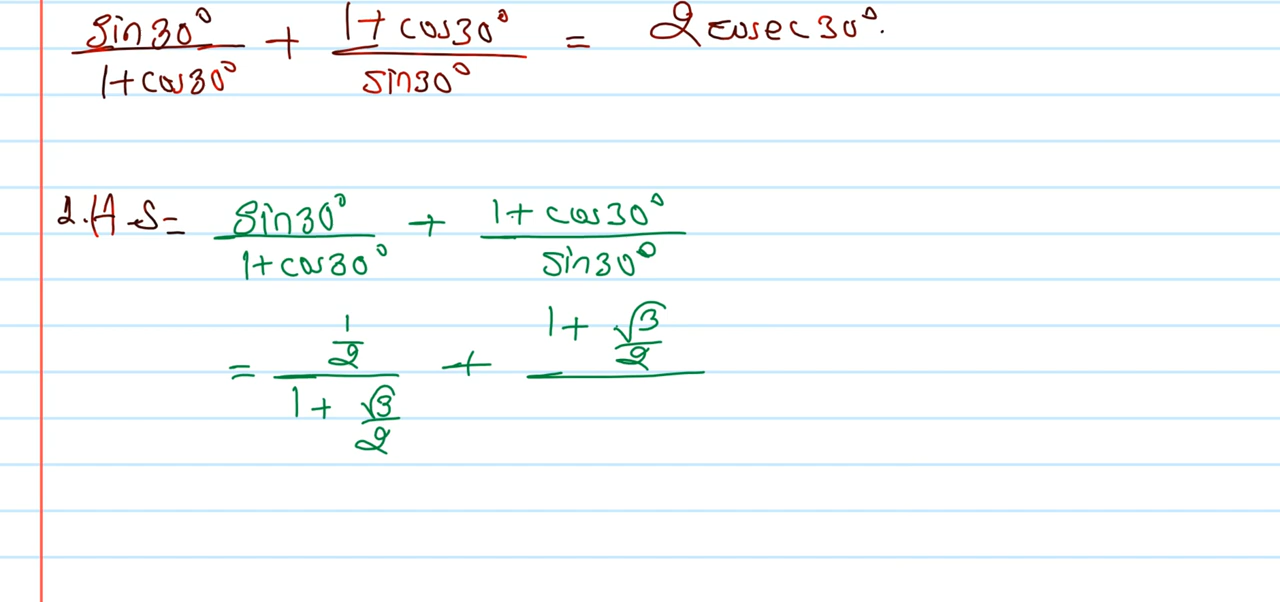 sin30°/1+cos30° + 1+cos30°/sin30° = 2cosec30°.
L.H.S= sin30°/1+cos30° + 1+cos30°/sin30°
= 1/2/1+√3/2 + 1+√3/2